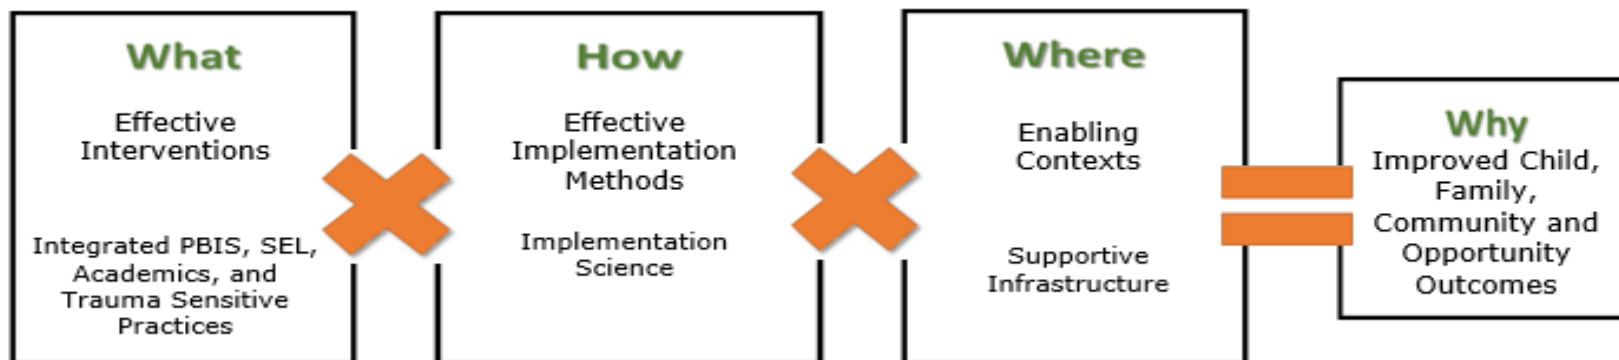 What
Effective
Interventions
Integrated PBIS, SEL,
Academics, and
Trauma Sensitive
Practices
How
Effective
Implementation
Methods
Implementation
Science
Where
Enabling
Contexts
Supportive
Infrastructure
Why
Improved Child,
Family,
Community and
Opportunity
Outcomes